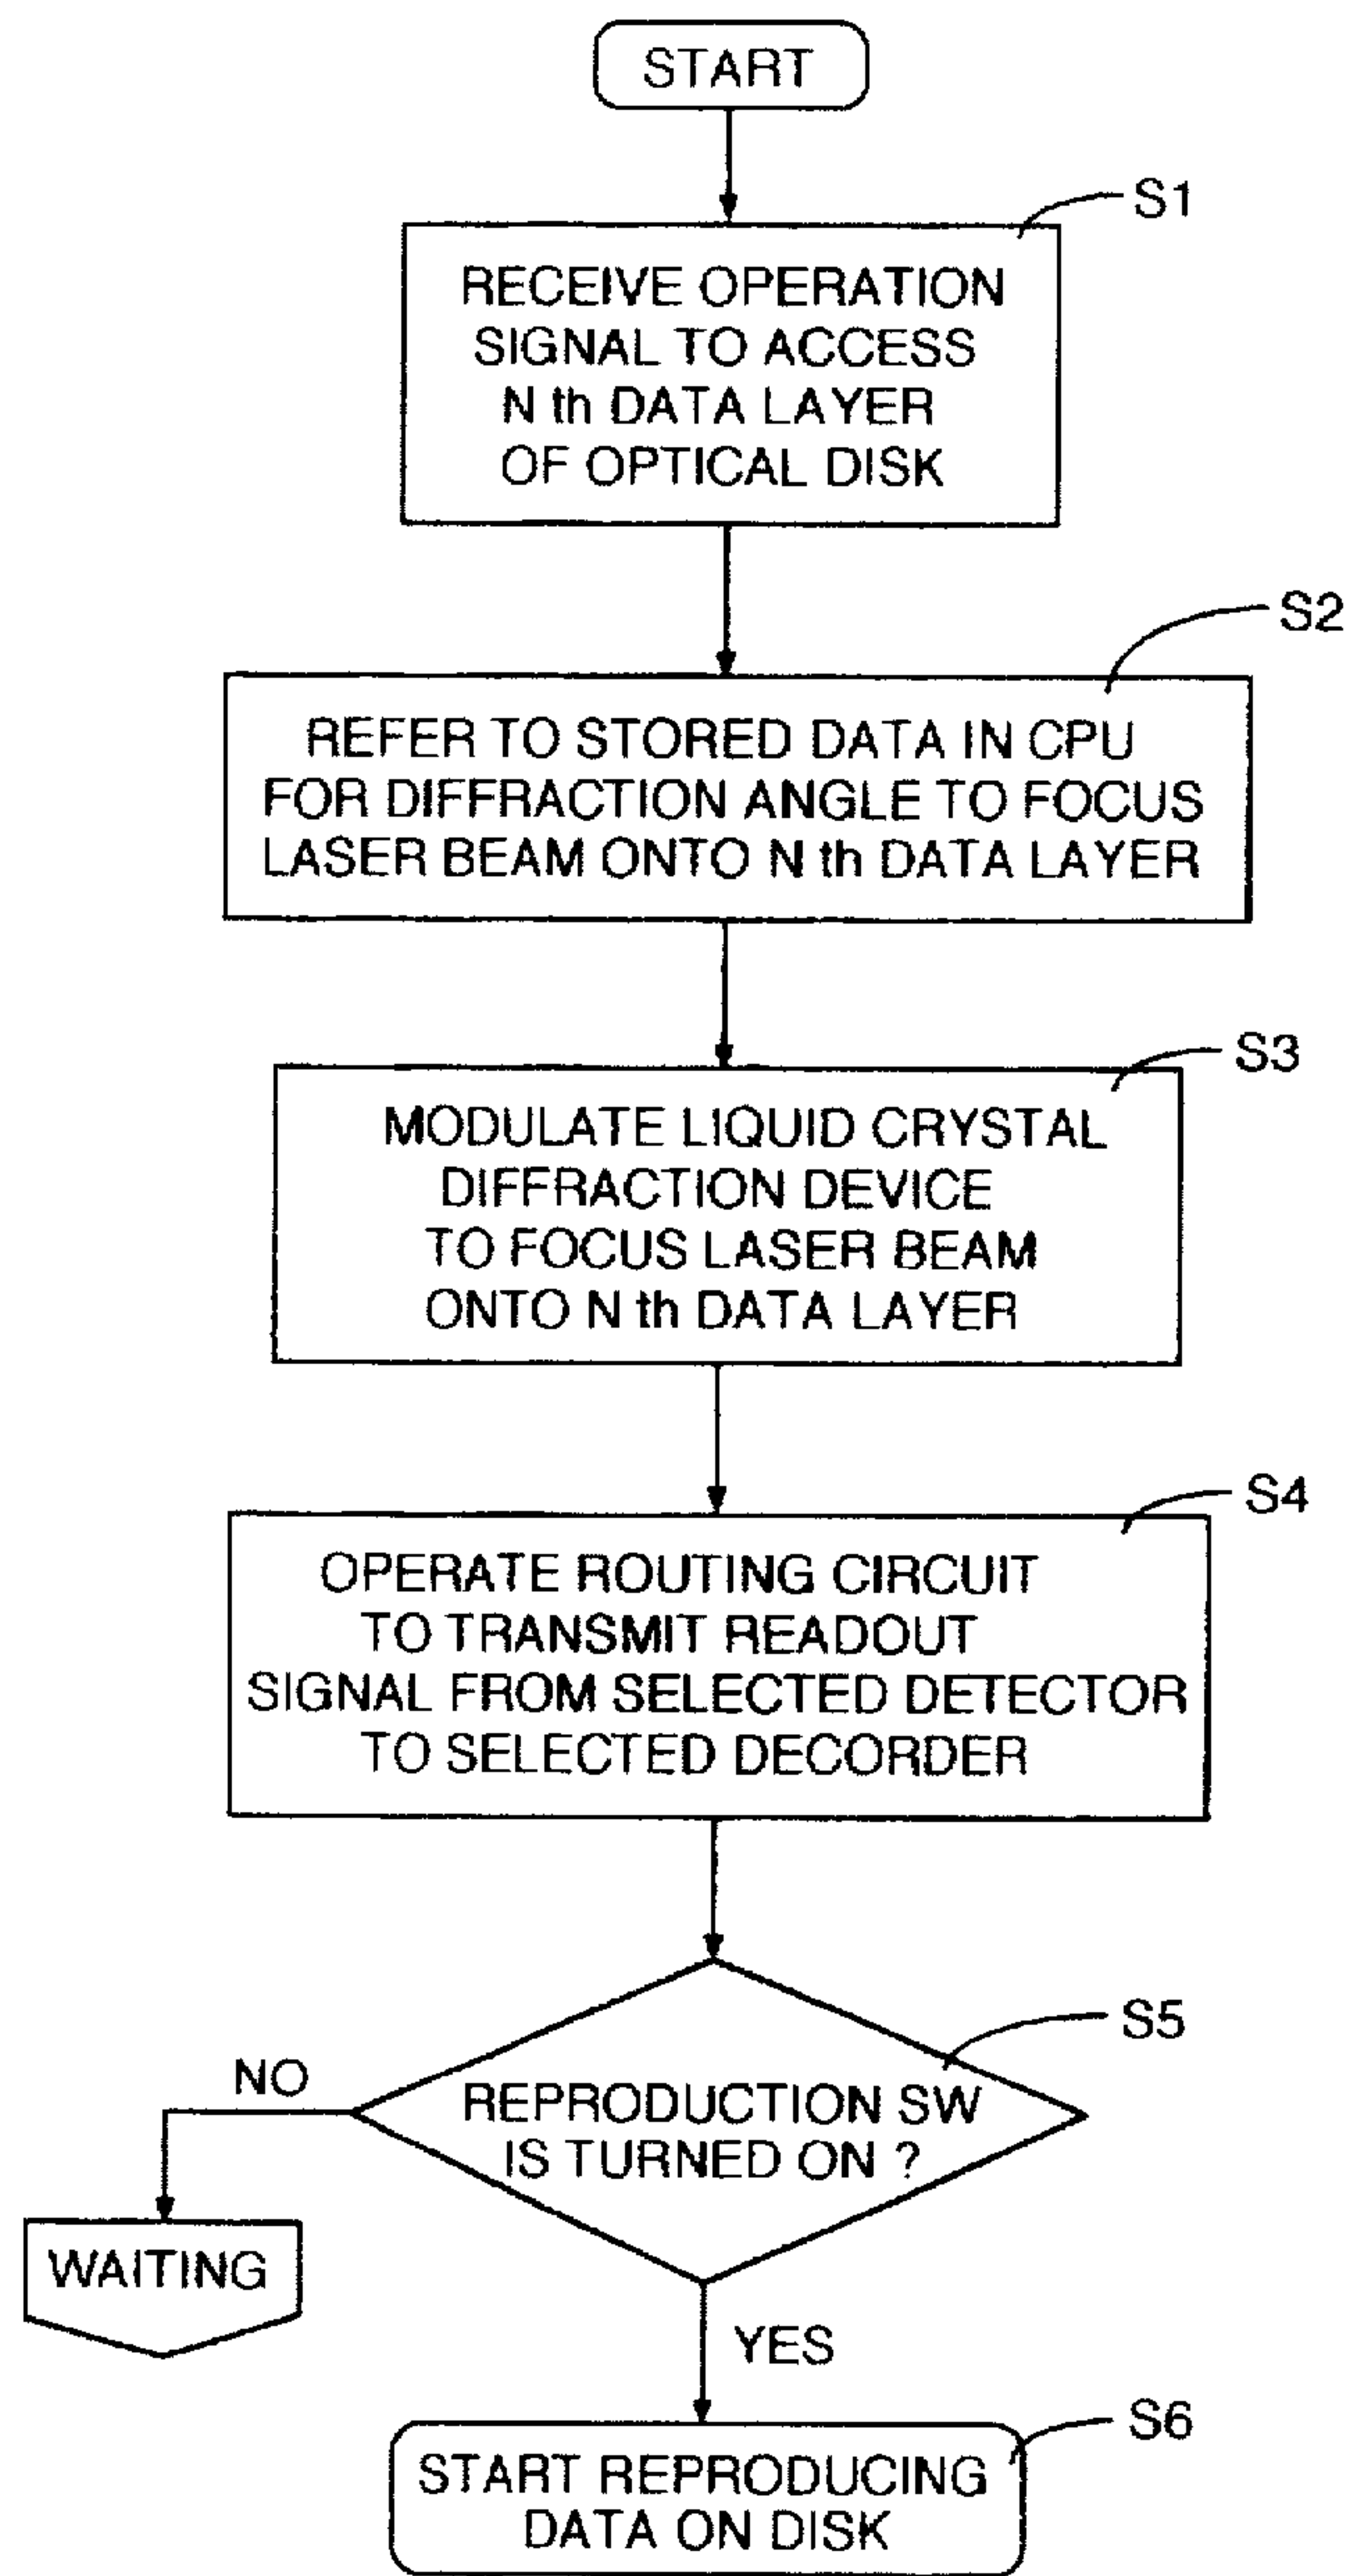 START
S1
RECEIVE OPERATION
SIGNAL TO ACCESS
N th DATA LAYER
OF OPTICAL DISK
S2
REFER TO STORED DATA IN CPU
FOR DIFFRACTION ANGLE TO FOCUS
LASER BEAM ONTO N th DATA LAYER
S3
MODULATE LIQUID CRYSTAL
DIFFRACTION DEVICE
TO FOCUS LASER BEAM
ONTO N th DATA LAYER
S4
OPERATE ROUTING CIRCUIT
TO TRANSMIT READOUT
SIGNAL FROM SELECTED DETECTOR
TO SELECTED DECORDER
S5
NO
REPRODUCTION SW
IS TURNED ON ?
WAITING
YES
S6
START REPRODUCING
DATA ON DISK